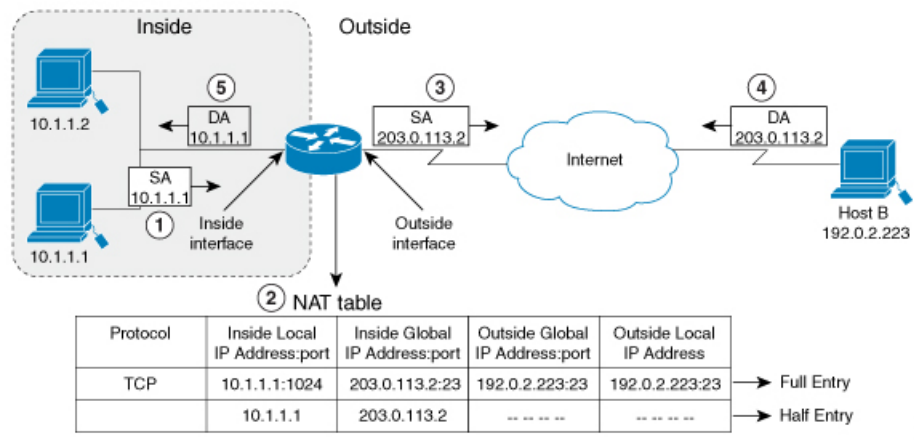 Inside
Outside
5
3
4
DA
10.1.1.1
SA
203.0.113.2
DA
203.0.113.2
10.1.1.2
Internet
SA
10.1.1.1
1
Inside
interface
Outside
interface
Host B
192.0.2.223
10.1.1.1
2 NAT table
Protocol
Inside Local
IP Address:port
Inside Global
IP Address:port
Outside Global
IP Address:port
Outside Local
IP Address
TCP 10.1.1.1:1024 203.0.113.2:23 192.0.2.223:23 192.0.2.223:23 Full Entry
10.1.1.1 203.0.113.2 -- -- -- -- -- -- -- -- Half Entry